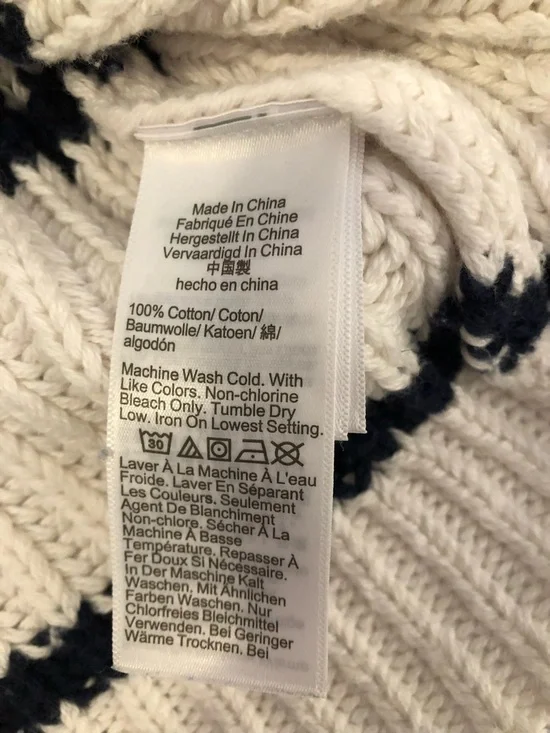 Made In China
Fabriqué En Chine
Hergestellt In China
Vervaardigd In China
中国製
hecho en china
100% Cotton/ Coton/
Baumwolle/ Katoen/ 綿/
algodón
Machine Wash Cold. With
Like Colors. Non-chlorine
Bleach Only. Tumble Dry
Low. Iron On Lowest Setting.
30
Laver À La Machine À L'eau
Froide. Laver En Séparant
Les Couleurs. Seulement
Agent De Blanchiment
Non-chlore. Sécher À La
Machine À Basse
Température. Repasser À
Fer Doux Si Nécessaire.
In Der Maschine Kalt
Waschen. Mit Ähnlichen
Farben Waschen. Nur
Chlorfreies Bleichmittel
Verwenden. Bei Geringer
Wärme Trocknen. Bei